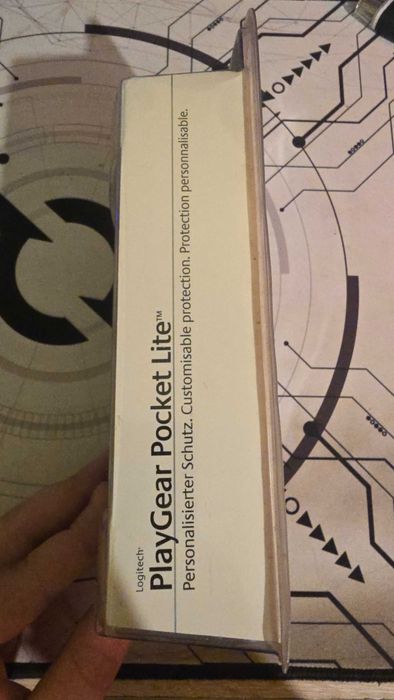 Logitech®
PlayGear Pocket Lite™
Personalisierter Schutz. Customisable protection. Protection personnalisable.